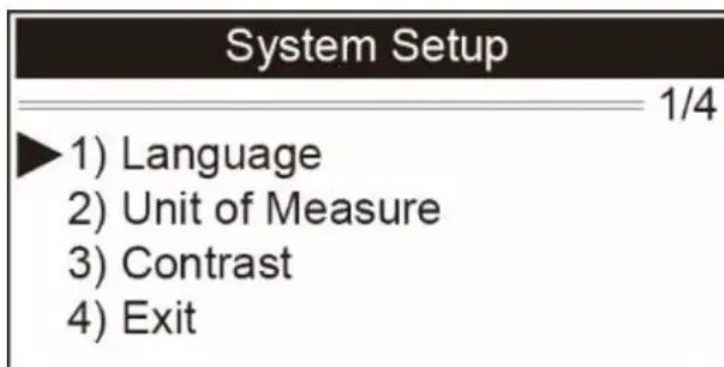 System Setup
1/4
1) Language
2) Unit of Measure
3) Contrast
4) Exit